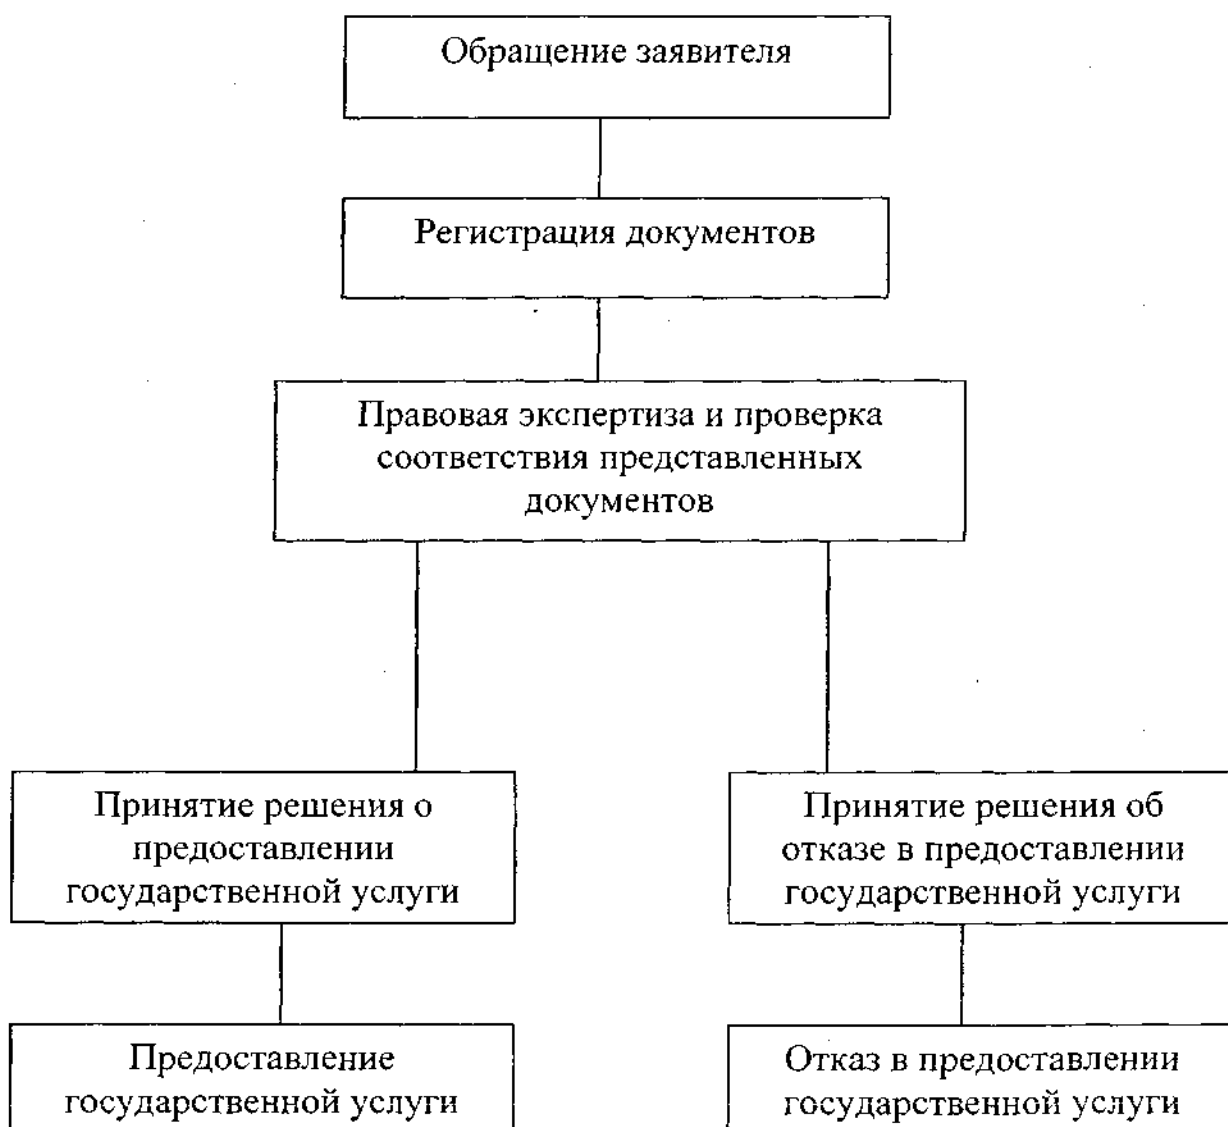 Обращение заявителя
Регистрация документов
Правовая экспертиза и проверка
соответствия представленных
документов
Принятие решения о
предоставлении
государственной услуги
Принятие решения об
отказе в предоставлении
государственной услуги
Предоставление
государственной услуги
Отказ в предоставлении
государственной услуги